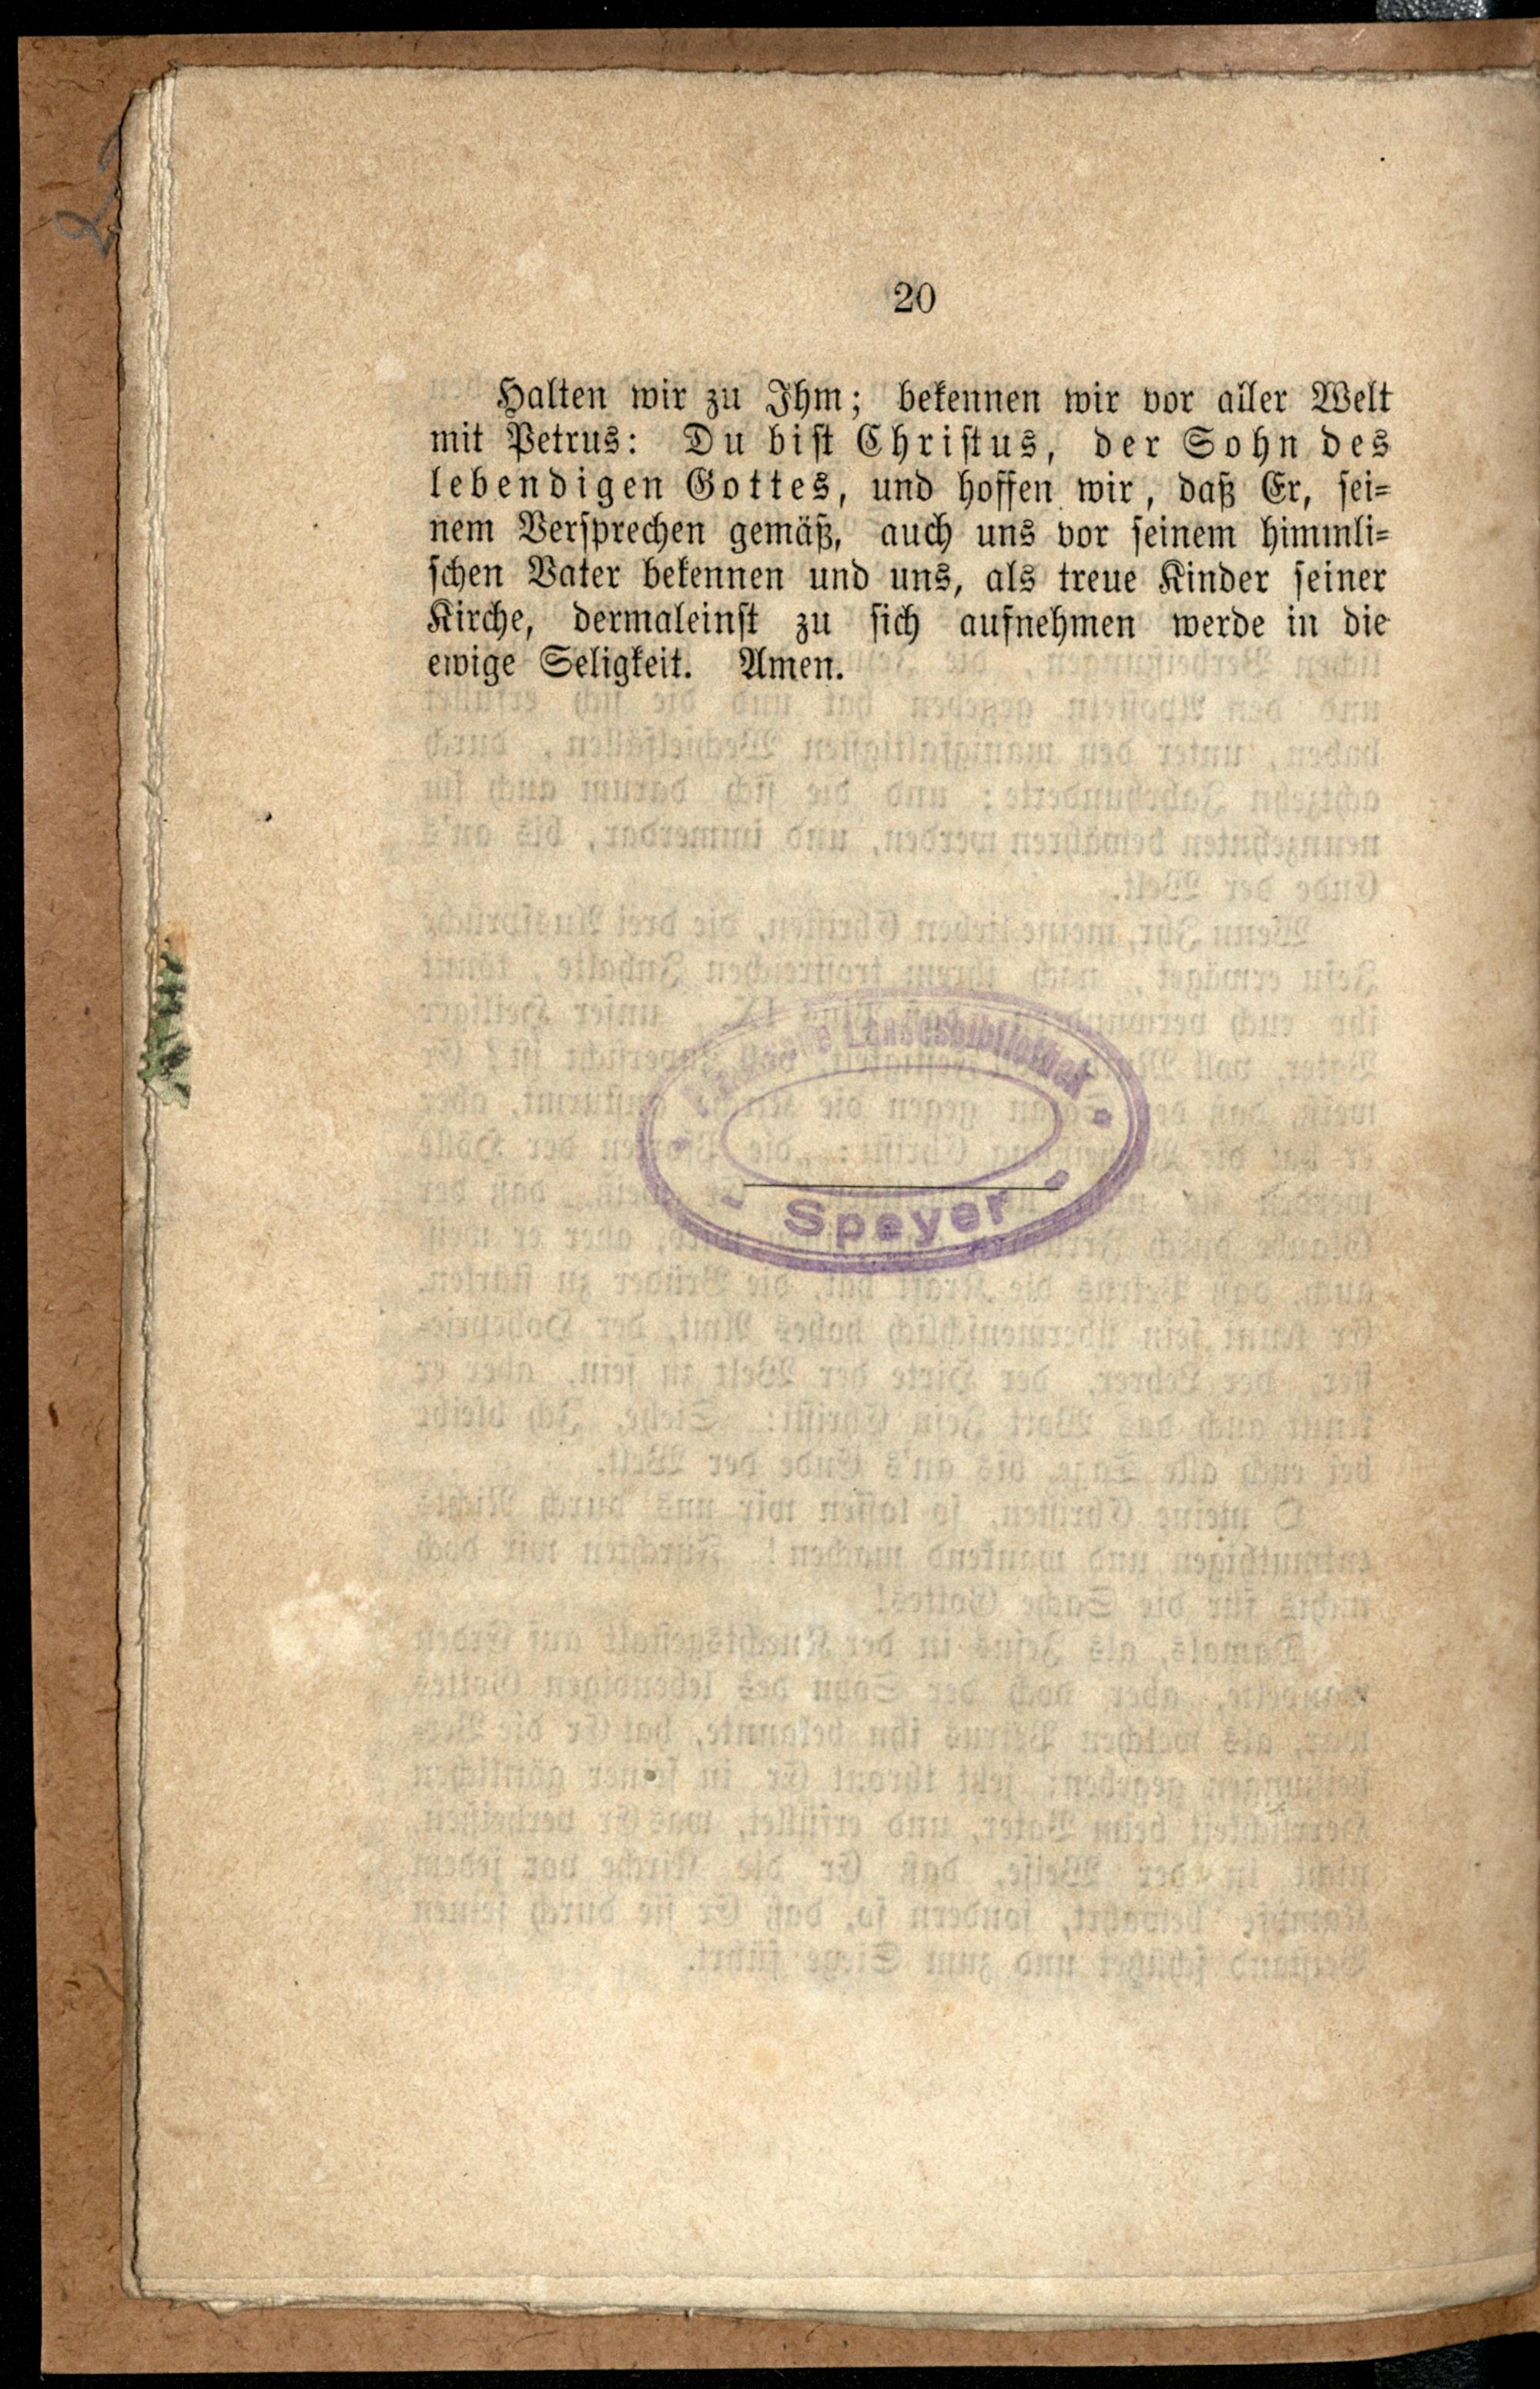 20
Halten wir zu Ihm; bekennen wir vor aller Welt
mit Petrus: Du bist Christus, der Sohn des
lebendigen Gottes, und hoffen wir, daß Er, sei=
nem Versprechen gemäß, auch uns vor seinem himmli=
schen Vater bekennen und uns, als treue Kinder seiner
Kirche, dermaleinst zu sich aufnehmen werde in die
ewige Seligkeit. Amen.
Landesbibliothek
Speyer